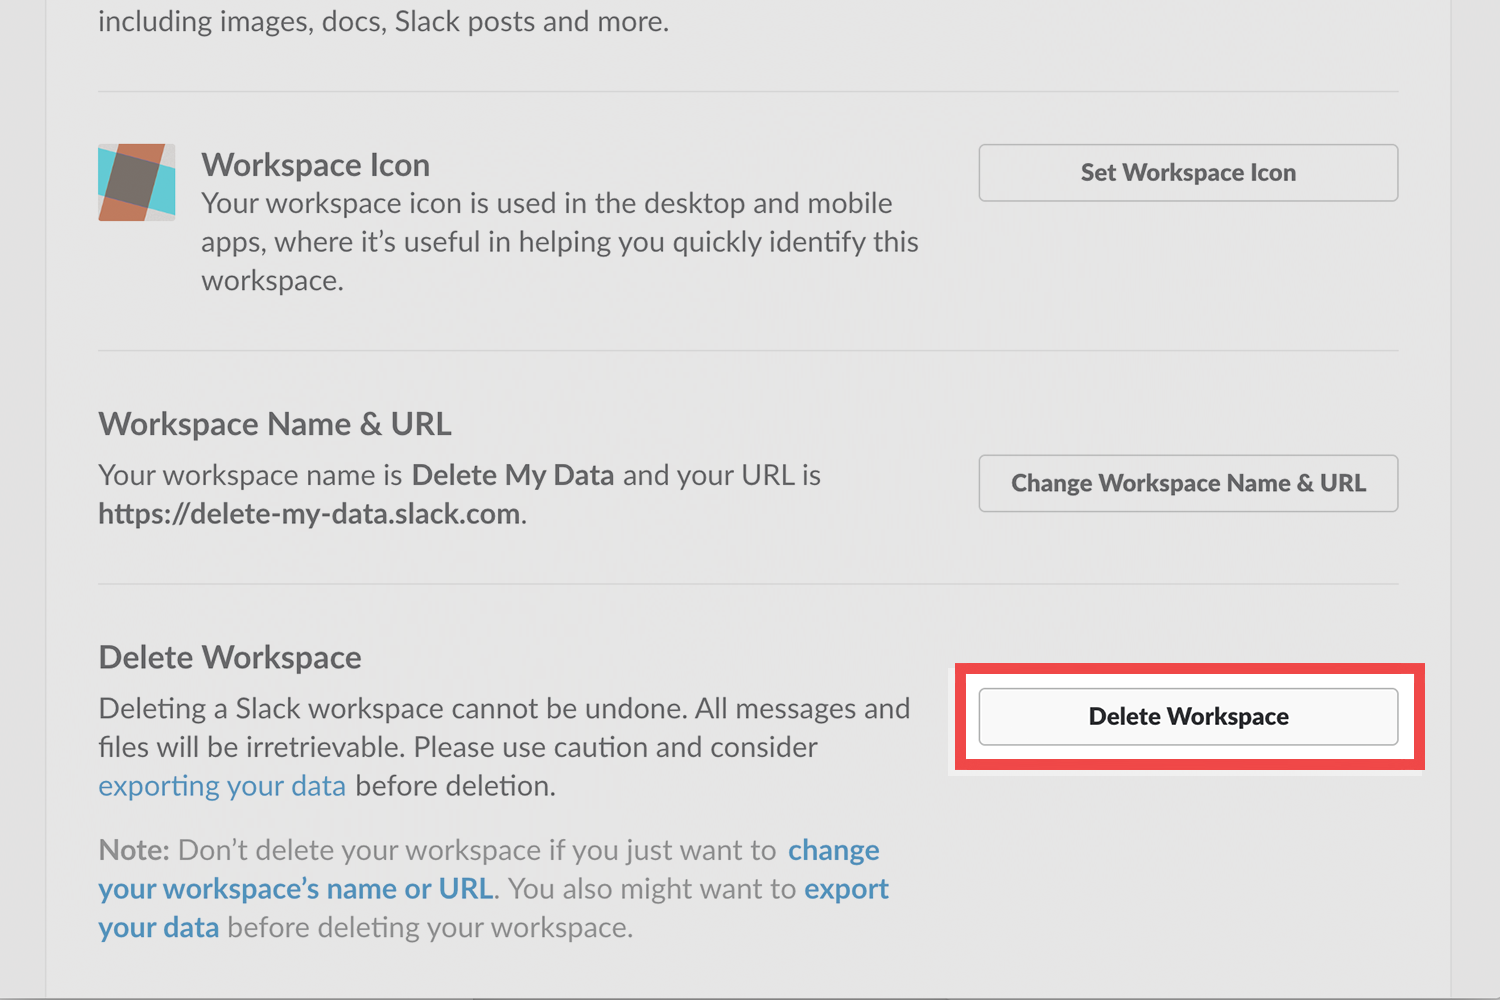 including images, docs, Slack posts and more.
Workspace Icon
Your workspace icon is used in the desktop and mobile
apps, where it’s useful in helping you quickly identify this
workspace.
Set Workspace Icon
Workspace Name & URL
Your workspace name is Delete My Data and your URL is
https://delete-my-data.slack.com.
Change Workspace Name & URL
Delete Workspace
Deleting a Slack workspace cannot be undone. All messages and
files will be irretrievable. Please use caution and consider
exporting your data before deletion.
Delete Workspace
Note: Don’t delete your workspace if you just want to change
your workspace’s name or URL. You also might want to export
your data before deleting your workspace.